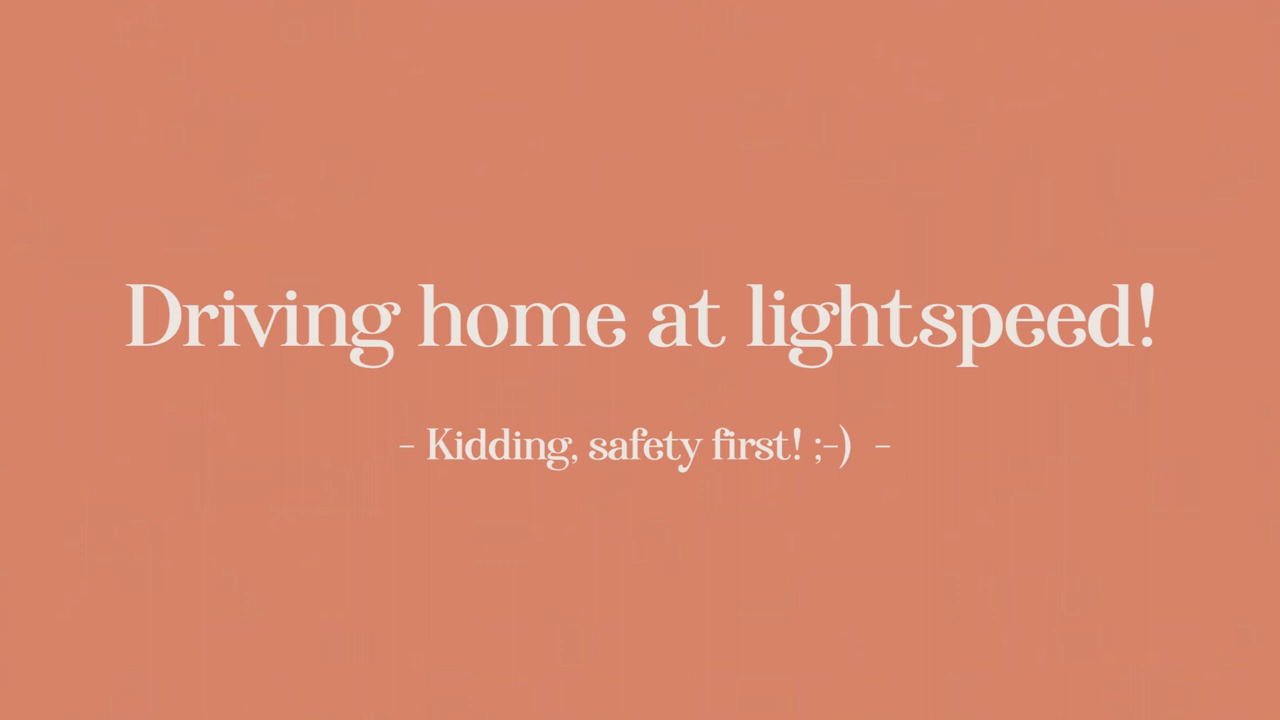 Driving home at lightspeed!
- Kidding, safety first! ;-) -